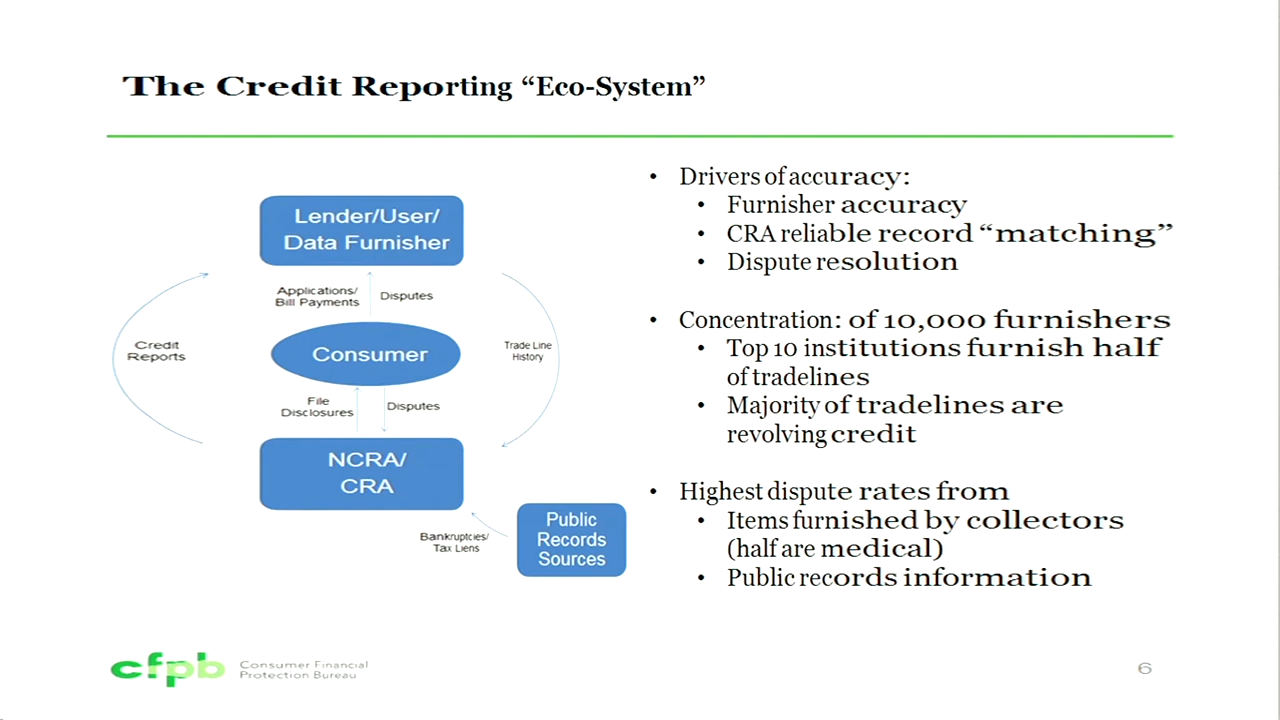 The Credit Reporting “Eco-System”
Lender/User/
Data Furnisher
Applications/
Bill Payments
Disputes
Credit
Reports
Consumer
Trade Line
History
File
Disclosures
Disputes
NCRA/
CRA
Bankruptcies/
Tax Liens
Public
Records
Sources
• Drivers of accuracy:
• Furnisher accuracy
• CRA reliable record “matching”
• Dispute resolution
• Concentration: of 10,000 furnishers
• Top 10 institutions furnish half
of tradelines
• Majority of tradelines are
revolving credit
• Highest dispute rates from
• Items furnished by collectors
(half are medical)
• Public records information
cfpb
Consumer Financial
Protection Bureau
6